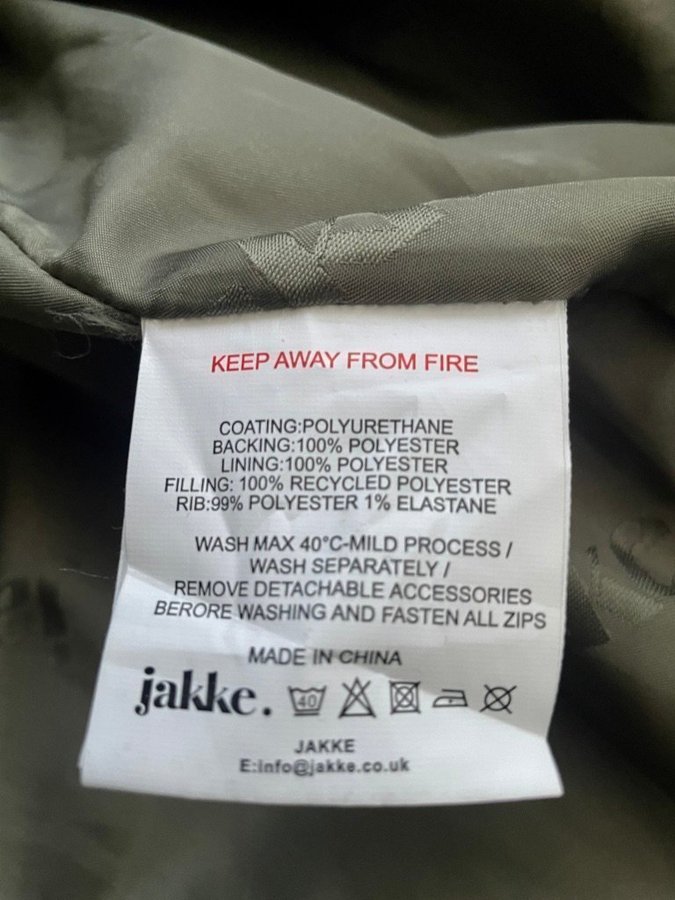 KEEP AWAY FROM FIRE
COATING:POLYURETHANE
BACKING:100% POLYESTER
LINING:100% POLYESTER
FILLING: 100% RECYCLED POLYESTER
RIB:99% POLYESTER 1% ELASTANE
WASH MAX 40°C-MILD PROCESS /
WASH SEPARATELY /
REMOVE DETACHABLE ACCESSORIES
BERORE WASHING AND FASTEN ALL ZIPS
MADE IN CHINA
jakke. 40
JAKKE
E:info@jakke.co.uk